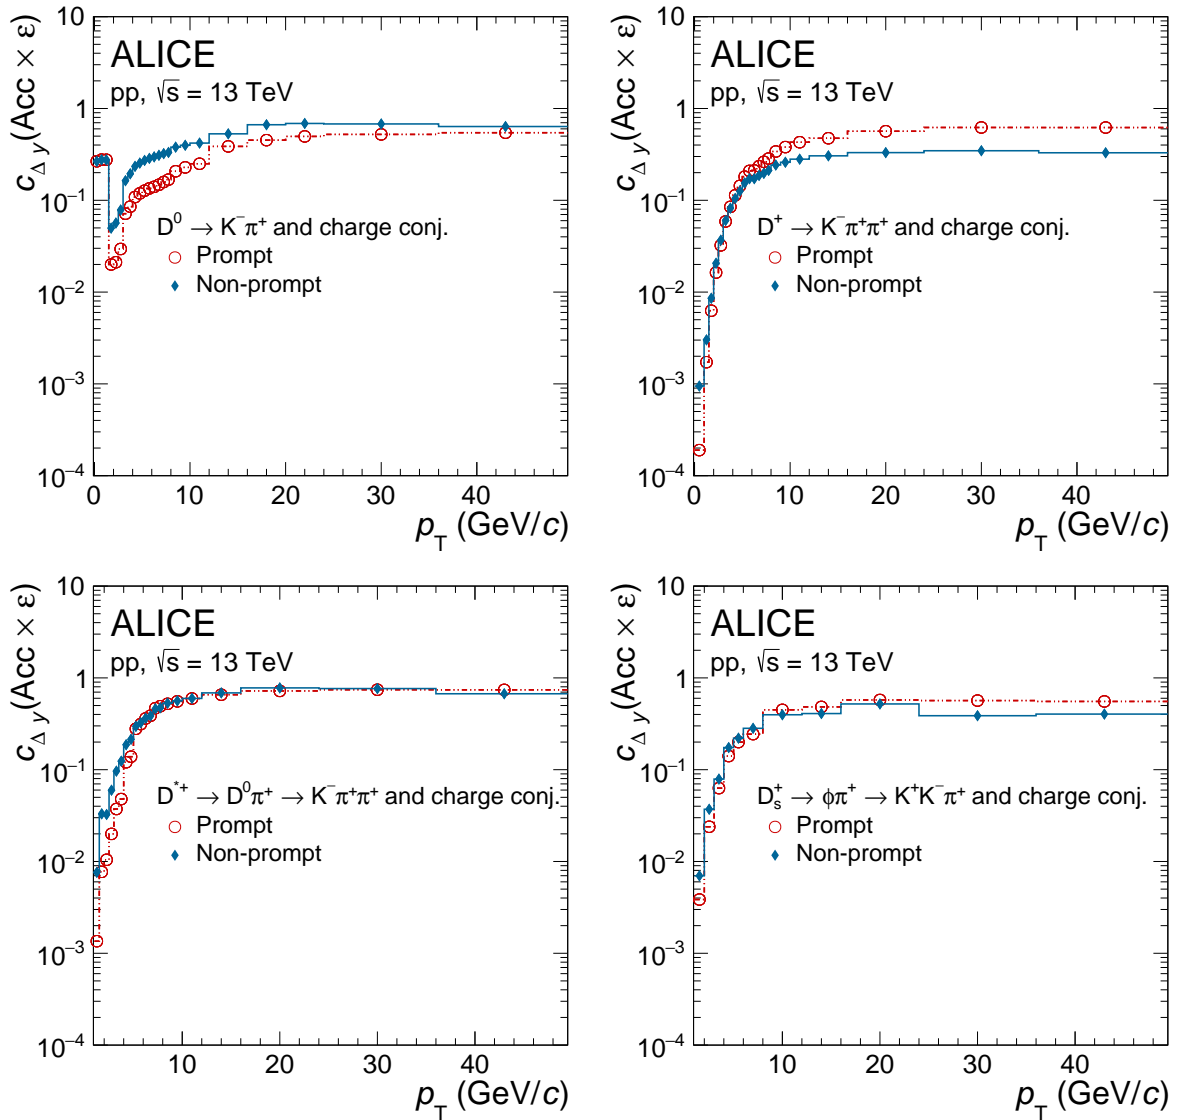 c_Δy(Acc × ε)
10
1
10⁻¹
10⁻²
10⁻³
10⁻⁴
ALICE
pp, √s = 13 TeV
D⁰ → K⁻π⁺ and charge conj.
Prompt
Non-prompt
0 10 20 30 40
p_T (GeV/c)
c_Δy(Acc × ε)
10
1
10⁻¹
10⁻²
10⁻³
10⁻⁴
ALICE
pp, √s = 13 TeV
D⁺ → K⁻π⁺π⁺ and charge conj.
Prompt
Non-prompt
0 10 20 30 40
p_T (GeV/c)
c_Δy(Acc × ε)
10
1
10⁻¹
10⁻²
10⁻³
10⁻⁴
ALICE
pp, √s = 13 TeV
D*⁺ → D⁰π⁺ → K⁻π⁺π⁺ and charge conj.
Prompt
Non-prompt
10 20 30 40
p_T (GeV/c)
c_Δy(Acc × ε)
10
1
10⁻¹
10⁻²
10⁻³
10⁻⁴
ALICE
pp, √s = 13 TeV
D_s⁺ → ϕπ⁺ → K⁺K⁻π⁺ and charge conj.
Prompt
Non-prompt
10 20 30 40
p_T (GeV/c)